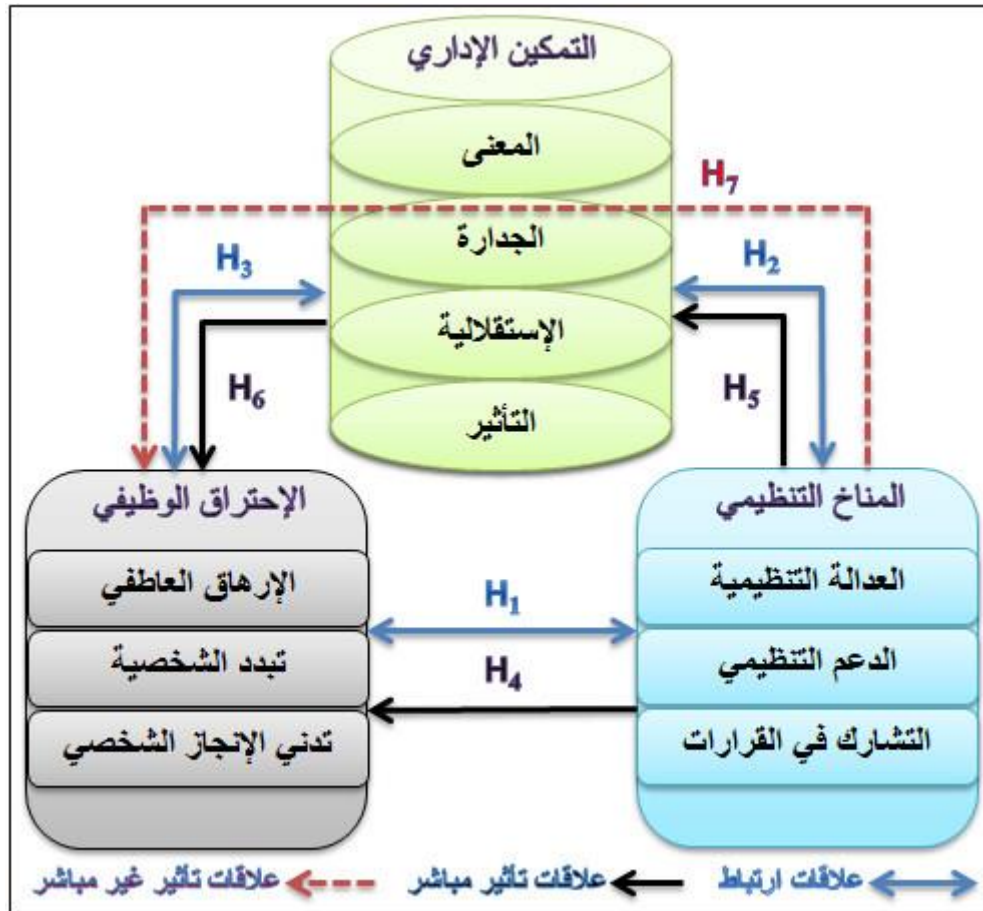 التمكين الإداري
المعنى
H₇
الجدارة
H₂
H₃
الإستقلالية
H₅
H₆
التأثير
المناخ التنظيمي
العدالة التنظيمية
الدعم التنظيمي
التشارك في القرارات
H₁
H₄
الإحتراق الوظيفي
الإرهاق العاطفي
تبدد الشخصية
تدني الإنجاز الشخصي
علاقات ارتباط علاقات تأثير مباشر علاقات تأثير غير مباشر